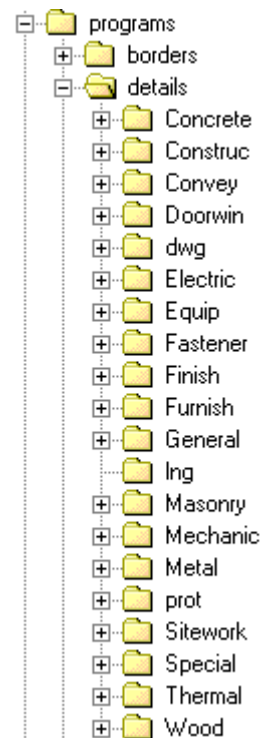 programs
borders
details
Concrete
Construc
Convey
Doorwin
dwg
Electric
Equip
Fastener
Finish
Furnish
General
lng
Masonry
Mechanic
Metal
prot
Sitework
Special
Thermal
Wood